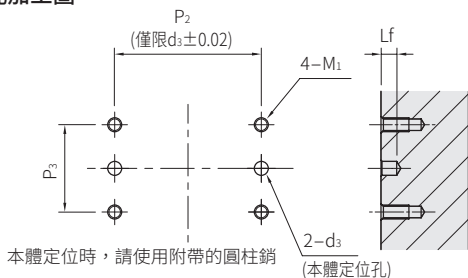 加工圖
P₂
(僅限d₃±0.02)
Lf
4–M₁
P₃
2–d₃
(本體定位孔)
本體定位時，請使用附帶的圓柱銷